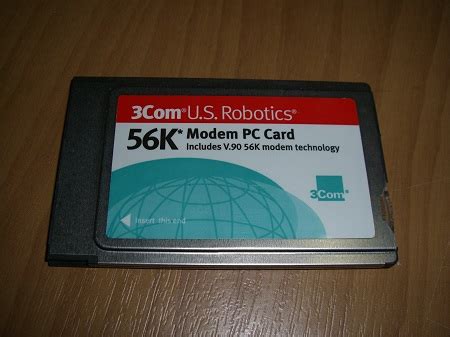 3Com® U.S. Robotics®
56K* Modem PC Card
Includes V.90 56K modem technology
3Com®
Insert this end